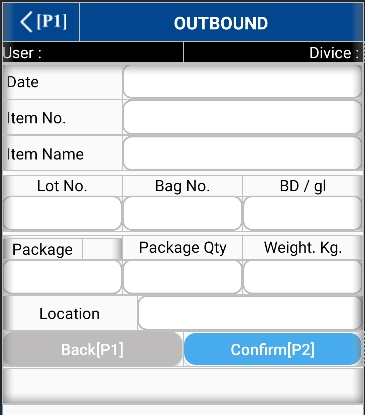 [P1] OUTBOUND
User : Divice :
Date
Item No.
Item Name
Lot No. Bag No. BD / gl
Package Package Qty Weight. Kg.
Location
Back[P1] Confirm[P2]